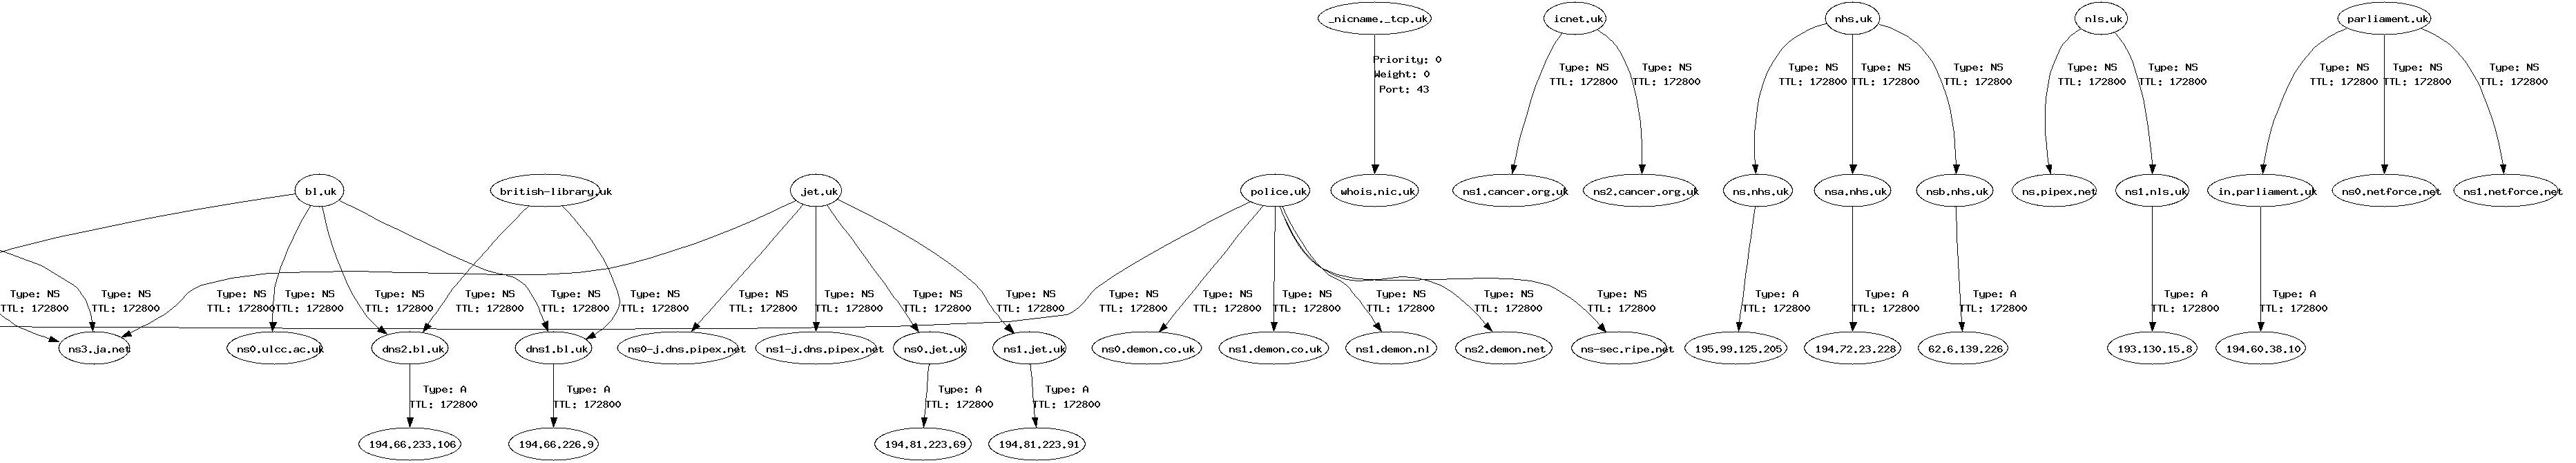 _nicname._tcp.uk
icnet.uk
nhs.uk
nls.uk
parliament.uk
Priority: 0
Weight: 0
Port: 43
Type: NS
TTL: 172800
Type: NS
TTL: 172800
Type: NS
TTL: 172800
Type: NS
TTL: 172800
Type: NS
TTL: 172800
Type: NS
TTL: 172800
Type: NS
TTL: 172800
Type: NS
TTL: 172800
Type: NS
TTL: 172800
Type: NS
TTL: 172800
bl.uk
british-library.uk
jet.uk
police.uk
whois.nic.uk
ns1.cancer.org.uk
ns2.cancer.org.uk
ns.nhs.uk
nsa.nhs.uk
nsb.nhs.uk
ns.pipex.net
ns1.nls.uk
in.parliament.uk
ns0.netforce.net
ns1.netforce.net
Type: NS
TTL: 172800
Type: NS
TTL: 172800
Type: NS
TTL: 172800
Type: NS
TTL: 172800
Type: NS
TTL: 172800
Type: NS
TTL: 172800
Type: NS
TTL: 172800
Type: NS
TTL: 172800
Type: NS
TTL: 172800
Type: NS
TTL: 172800
Type: NS
TTL: 172800
Type: NS
TTL: 172800
Type: NS
TTL: 172800
Type: NS
TTL: 172800
Type: NS
TTL: 172800
Type: NS
TTL: 172800
Type: NS
TTL: 172800
Type: NS
TTL: 172800
Type: A
TTL: 172800
Type: A
TTL: 172800
Type: A
TTL: 172800
Type: A
TTL: 172800
Type: A
TTL: 172800
ns3.ja.net
ns0.ulcc.ac.uk
dns2.bl.uk
dns1.bl.uk
ns0-j.dns.pipex.net
ns1-j.dns.pipex.net
ns0.jet.uk
ns1.jet.uk
ns0.demon.co.uk
ns1.demon.co.uk
ns1.demon.nl
ns2.demon.net
ns-sec.ripe.net
195.99.125.205
194.72.23.228
62.6.139.226
193.130.15.8
194.60.38.10
Type: A
TTL: 172800
Type: A
TTL: 172800
Type: A
TTL: 172800
Type: A
TTL: 172800
194.66.233.106
194.66.226.9
194.81.223.69
194.81.223.91